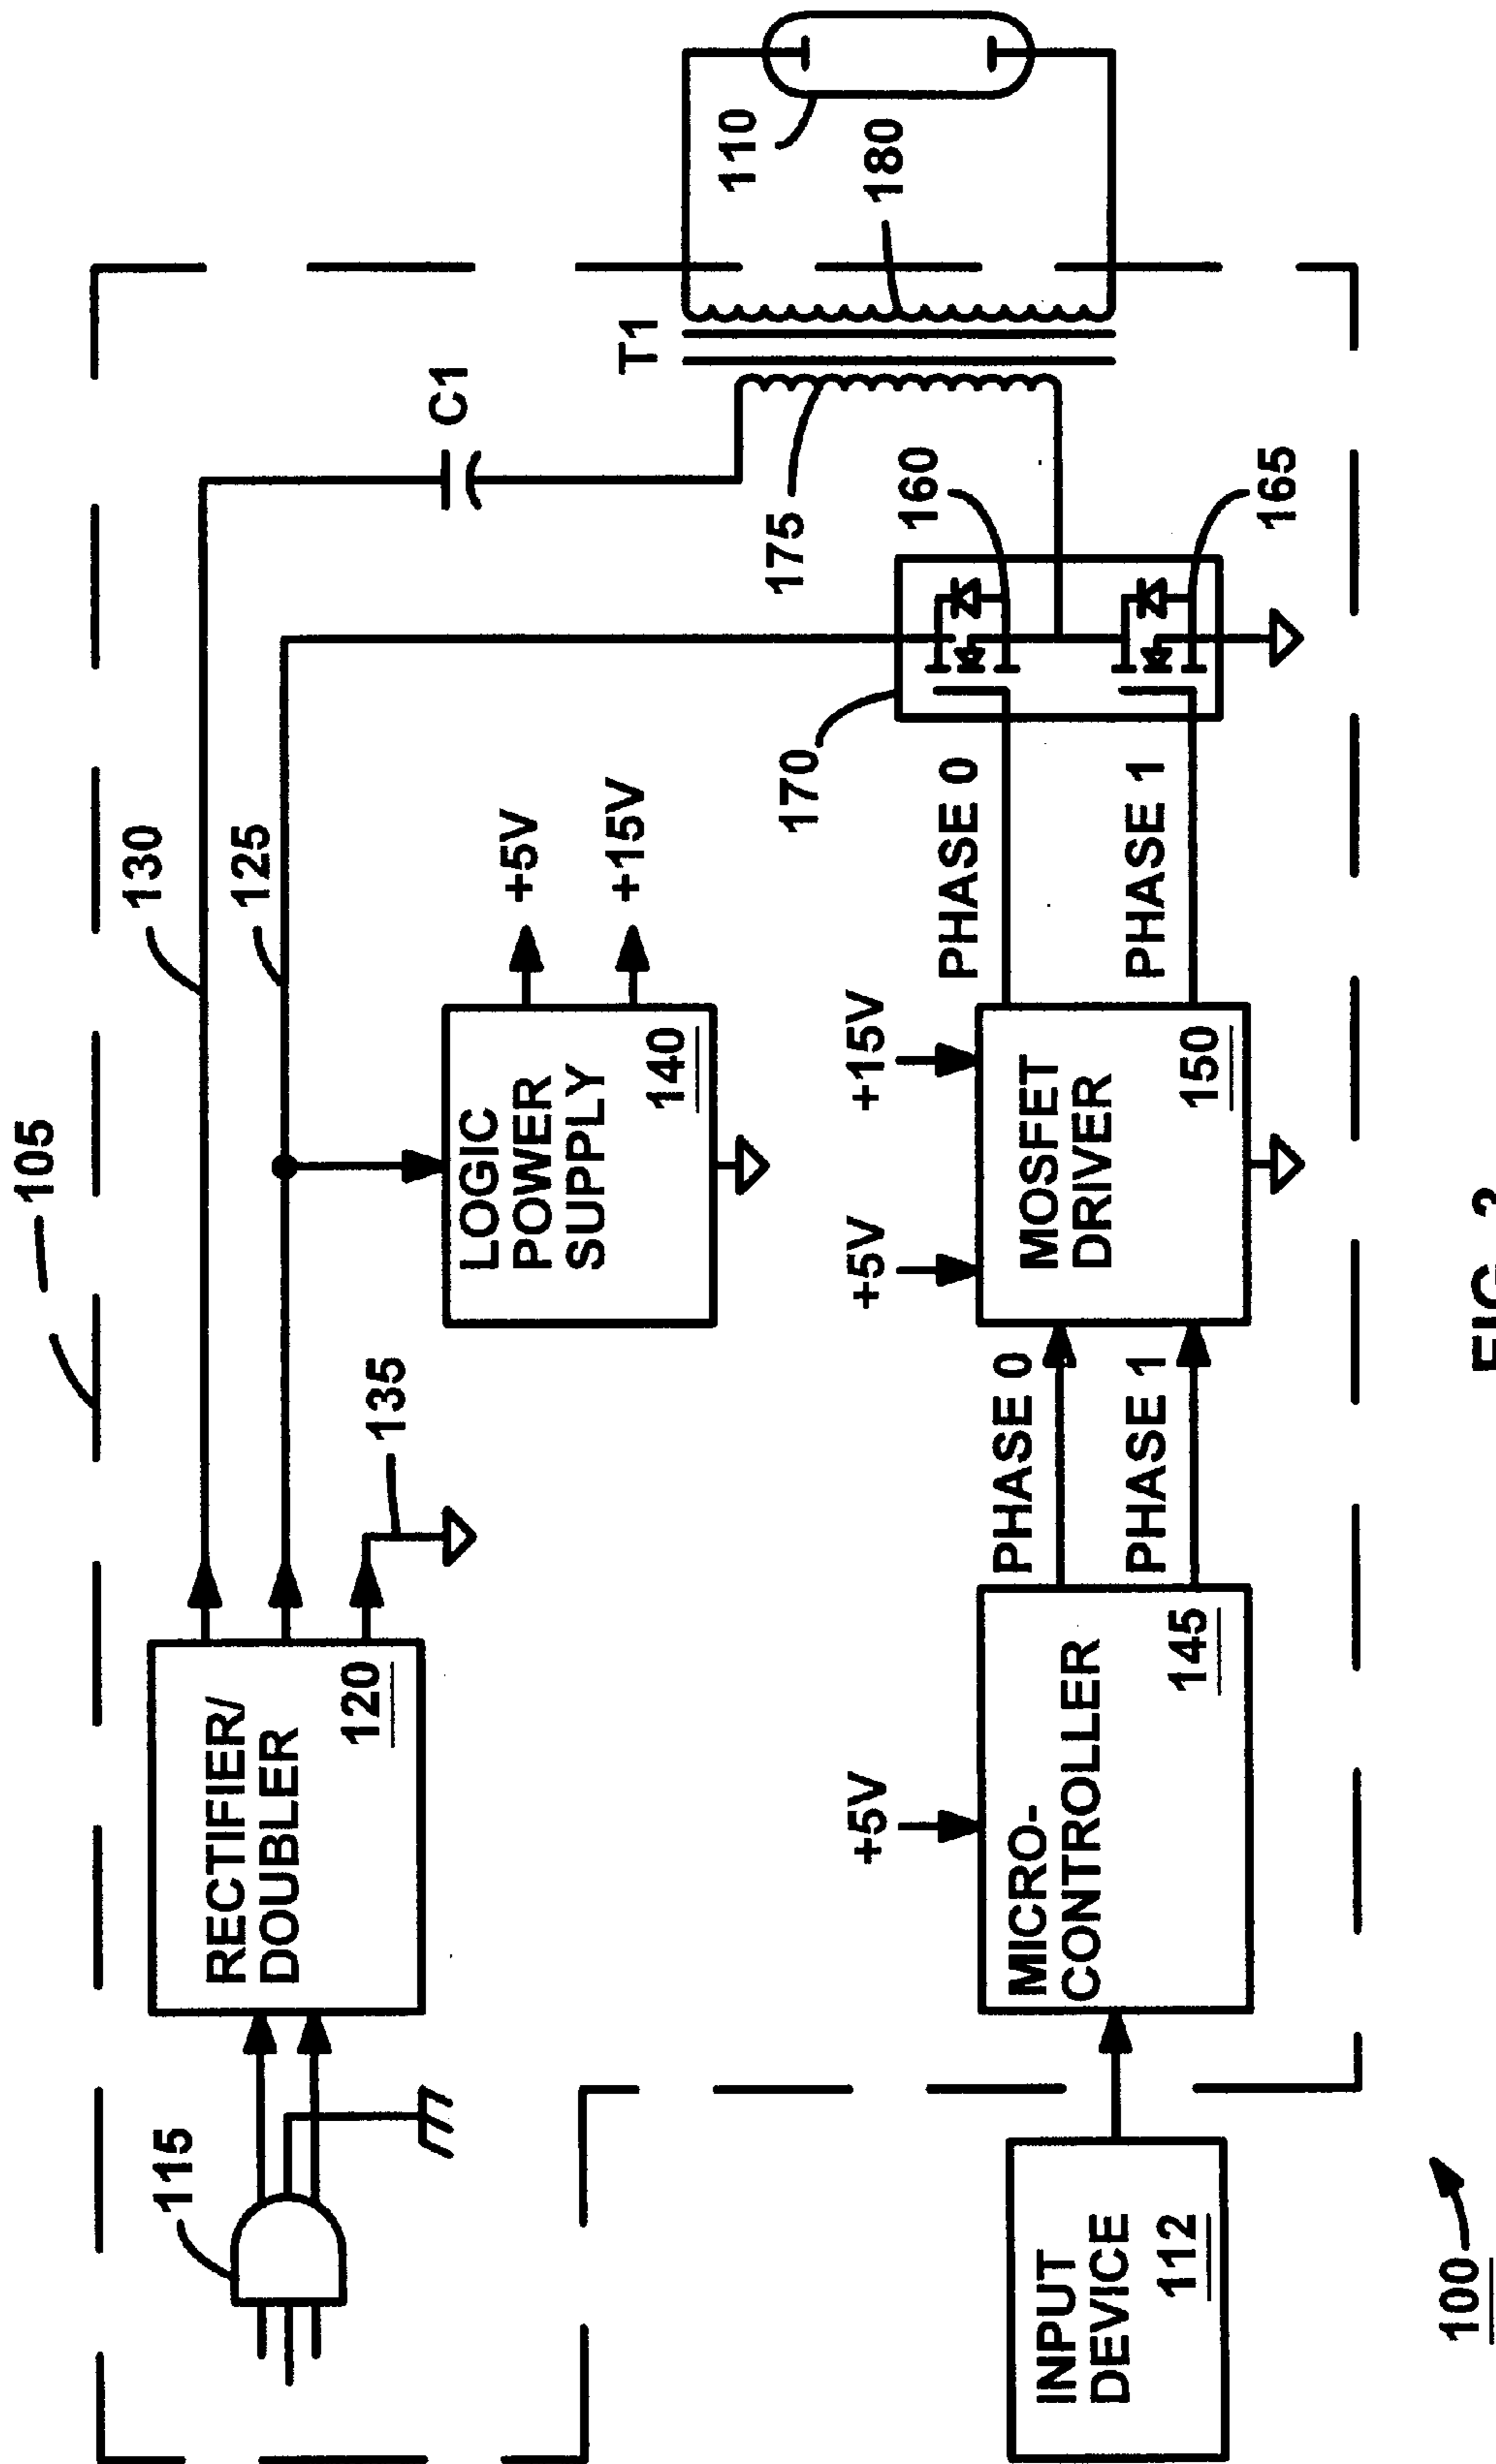 105
115
RECTIFIER/
DOUBLER
120
130
125
135
C1
T1
LOGIC
POWER
SUPPLY
140
+5V
+15V
110
180
175
170
160
165
+5V
+5V
+15V
INPUT
DEVICE
112
MICRO-
CONTROLLER
145
PHASE 0
PHASE 1
MOSFET
DRIVER
150
PHASE 0
PHASE 1
100
FIG.